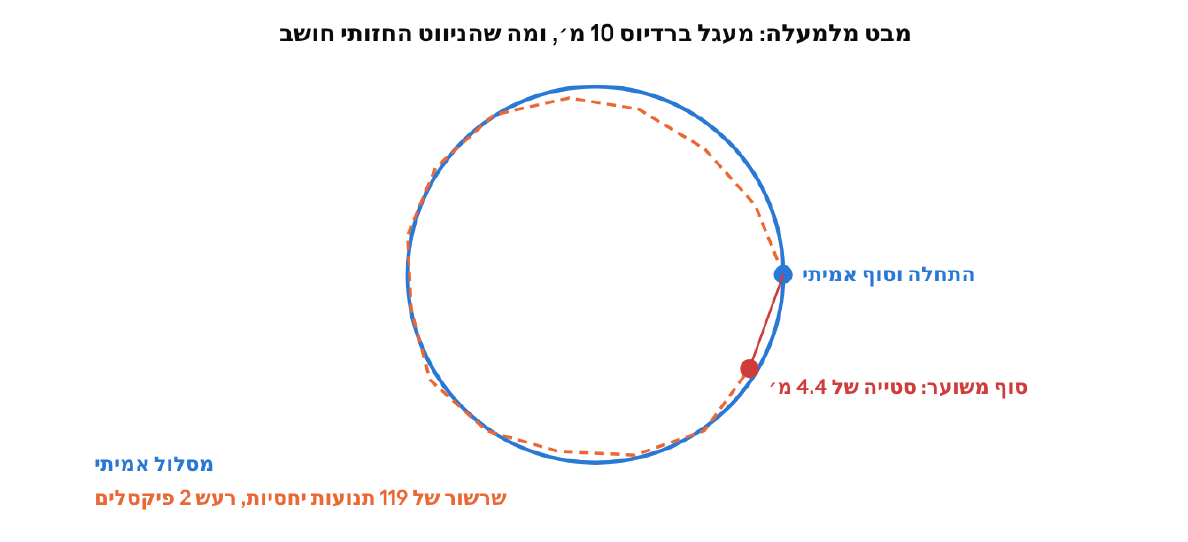 מבט מלמעלה: מעגל ברדיוס 10 מ׳, ומה שהניווט החזותי חושב
התחלה וסוף אמיתי
סוף משוער: סטייה של 4.4 מ׳
מסלול אמיתי
שרשור של 119 תנועות יחסיות, רעש 2 פיקסלים